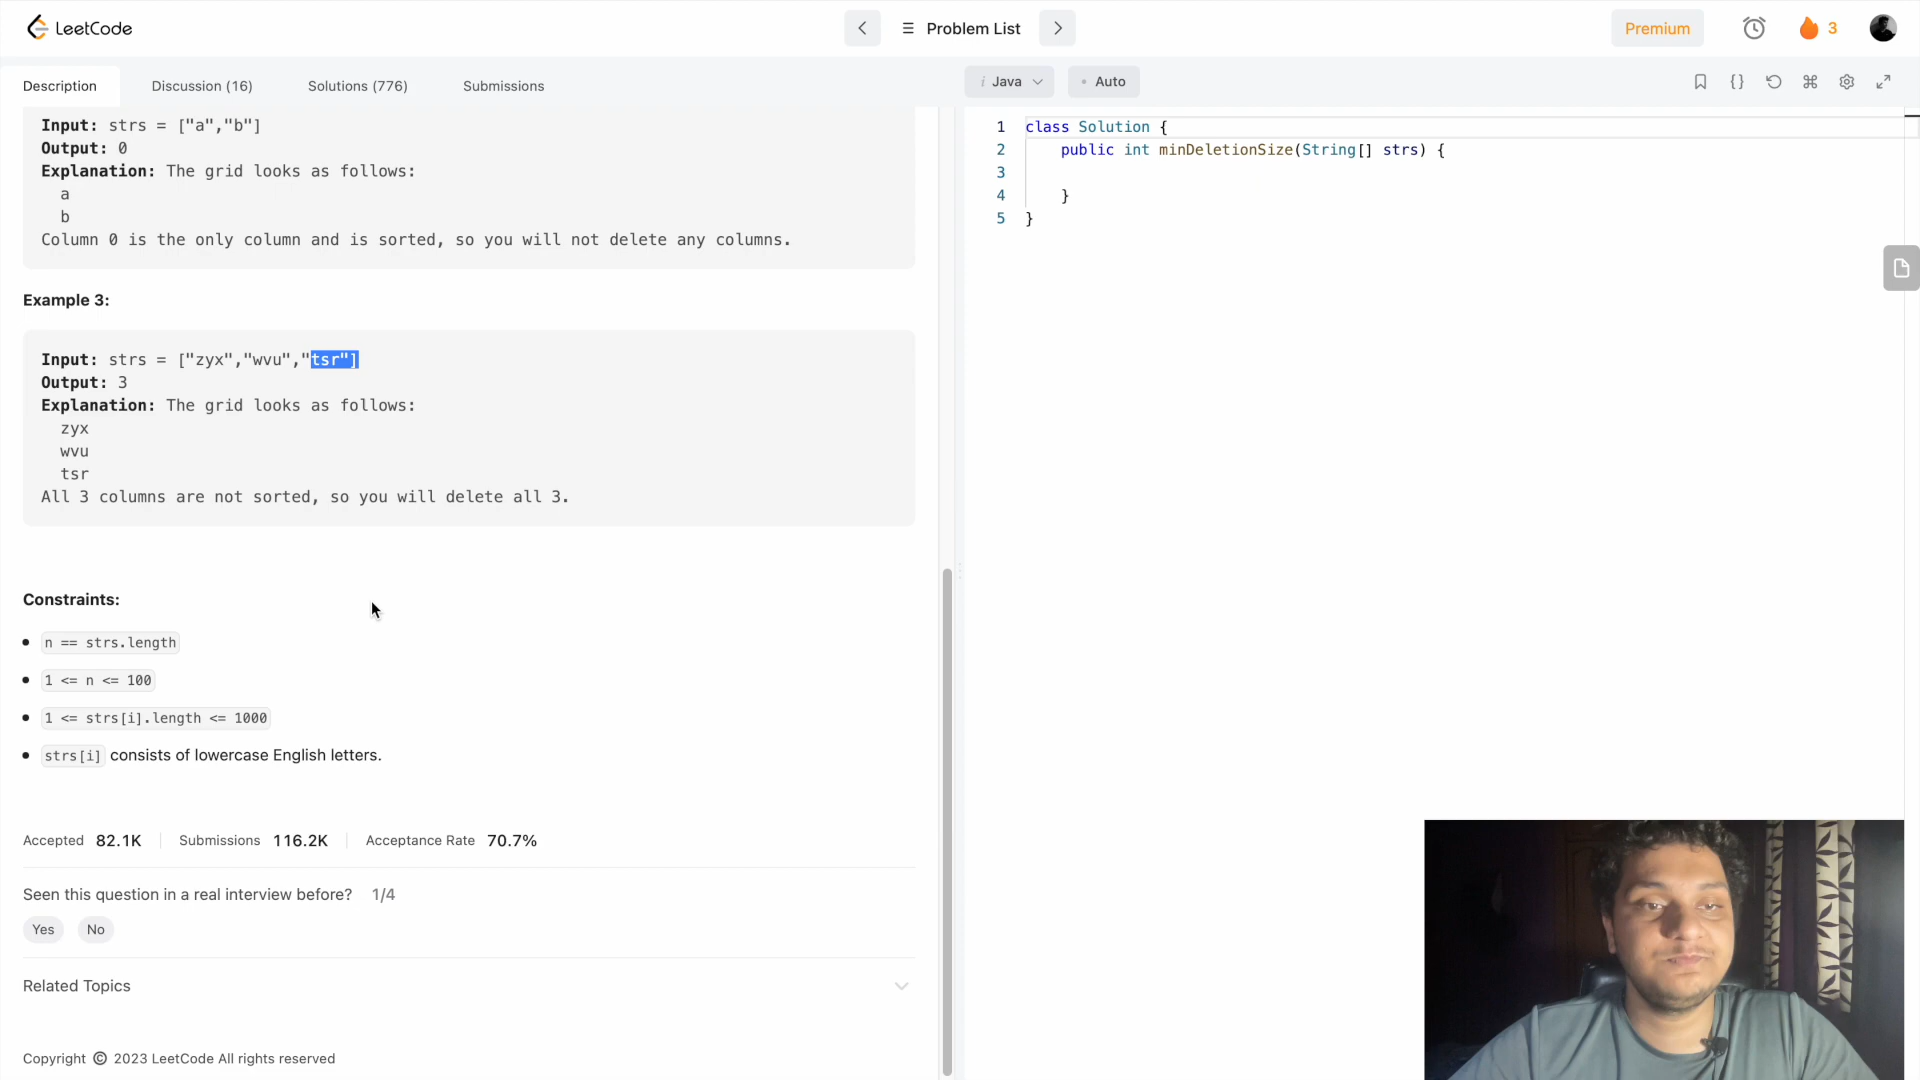 LeetCode
Problem List
Premium
3
Description
Discussion (16)
Solutions (776)
Submissions
i Java
• Auto
Input: strs = ["a","b"]
Output: 0
Explanation: The grid looks as follows:
a
b
Column 0 is the only column and is sorted, so you will not delete any columns.
Example 3:
Input: strs = ["zyx","wvu","tsr"]
Output: 3
Explanation: The grid looks as follows:
zyx
wvu
tsr
All 3 columns are not sorted, so you will delete all 3.
Constraints:
• n == strs.length
• 1 <= n <= 100
• 1 <= strs[i].length <= 1000
• strs[i] consists of lowercase English letters.
Accepted 82.1K
Submissions 116.2K
Acceptance Rate 70.7%
Seen this question in a real interview before? 1/4
Yes
No
Related Topics
Copyright © 2023 LeetCode All rights reserved
1 class Solution {
2 public int minDeletionSize(String[] strs) {
3
4 }
5 }